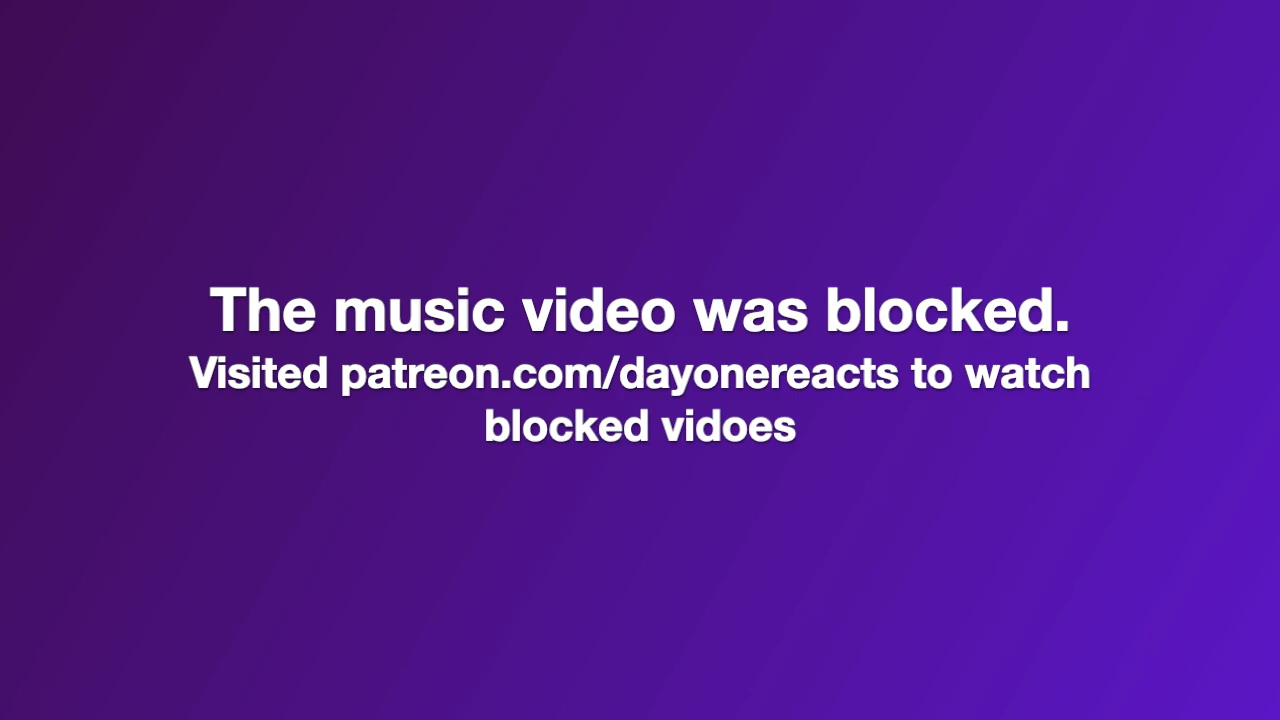 The music video was blocked.
Visited patreon.com/dayonereacts to watch
blocked vidoes